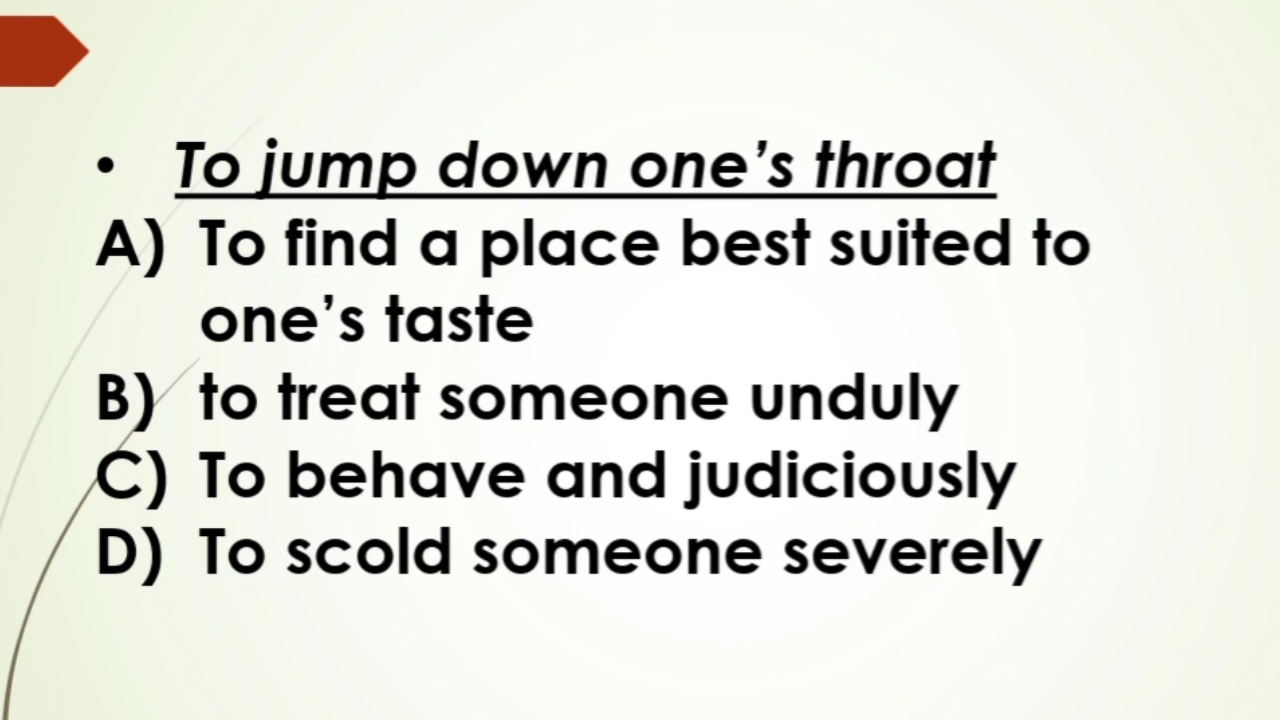 • To jump down one’s throat
A) To find a place best suited to
one’s taste
B) to treat someone unduly
C) To behave and judiciously
D) To scold someone severely